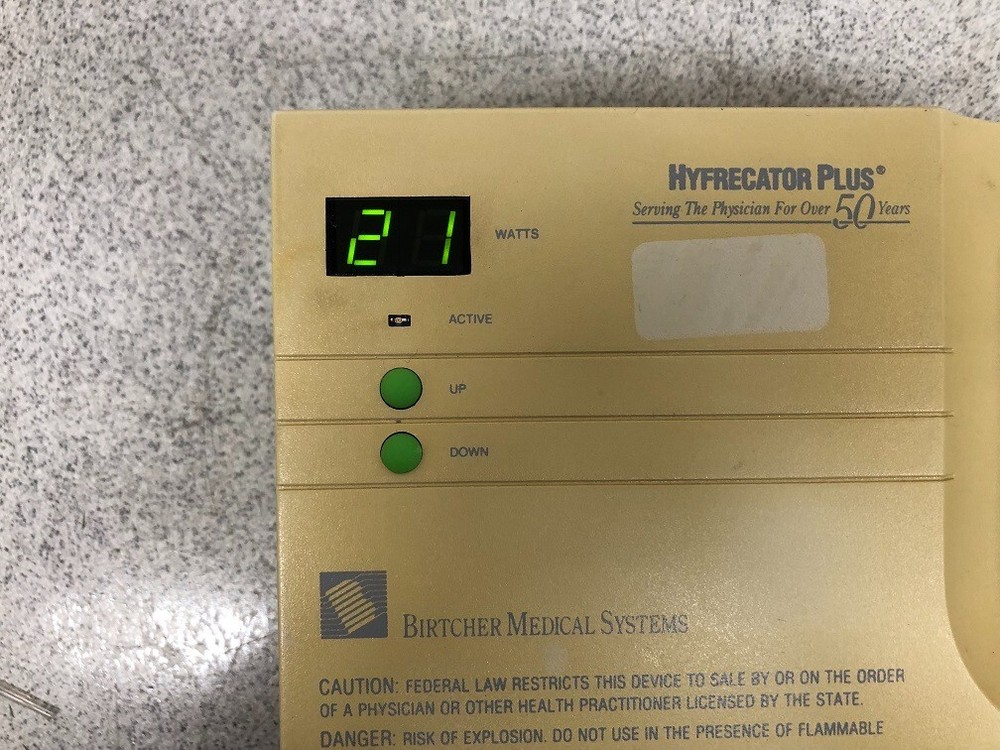 HYFRECATOR PLUS®
Serving The Physician For Over 50 Years
21 WATTS
ACTIVE
UP
DOWN
BIRTCHER MEDICAL SYSTEMS
CAUTION: FEDERAL LAW RESTRICTS THIS DEVICE TO SALE BY OR ON THE ORDER
OF A PHYSICIAN OR OTHER HEALTH PRACTITIONER LICENSED BY THE STATE.
DANGER: RISK OF EXPLOSION. DO NOT USE IN THE PRESENCE OF FLAMMABLE